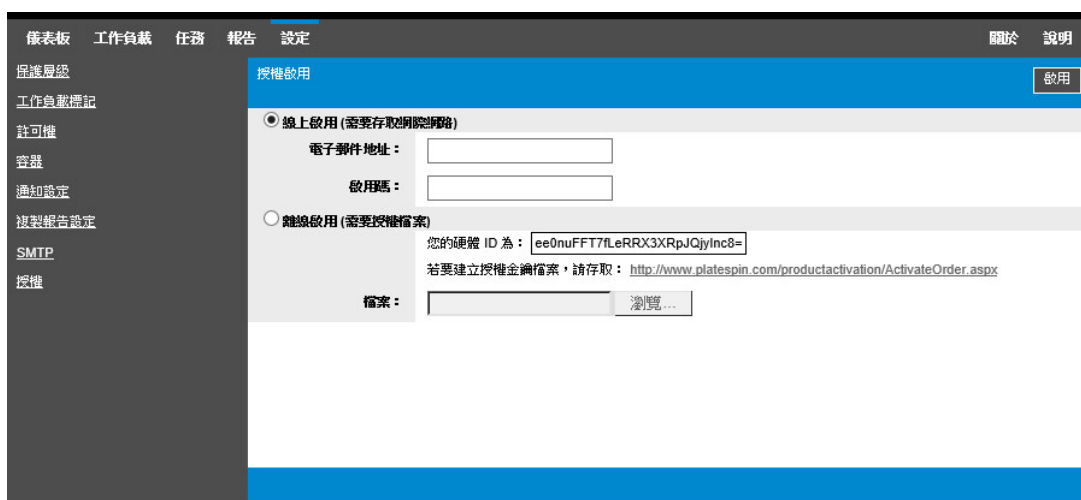 儀表板 工作負載 任務 報告 設定 關於 說明
保護層級
工作負載標記
許可權
容器
通知設定
複製報告設定
SMTP
授權
授權啟用
啟用
線上啟用 (需要存取網際網路)
電子郵件地址：
啟用碼：
離線啟用 (需要授權檔案)
您的硬體 ID 為： ee0nuFFT7fLeRRX3XRpJQjyInc8=
若要建立授權金鑰檔案，請存取： http://www.platespin.com/productactivation/ActivateOrder.aspx
檔案： 瀏覽...